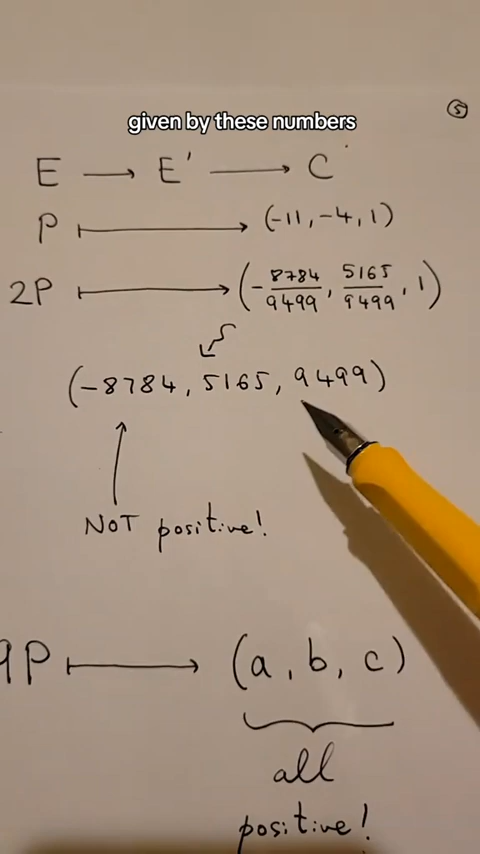 given by these numbers
⑤
E → E' → C
P ↦ (-11, -4, 1)
2P ↦ (-8784/9499, 5165/9499, 1)
(-8784, 5165, 9499)
NOT positive!
9P ↦ (a, b, c)
all
positive!